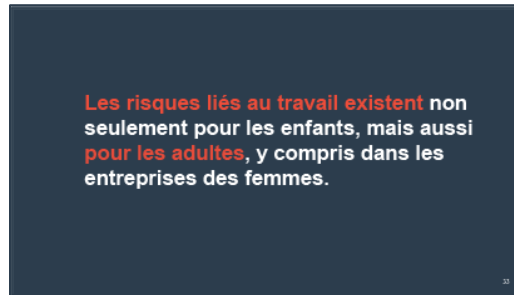 Les risques liés au travail existent non
seulement pour les enfants, mais aussi
pour les adultes, y compris dans les
entreprises des femmes.
33